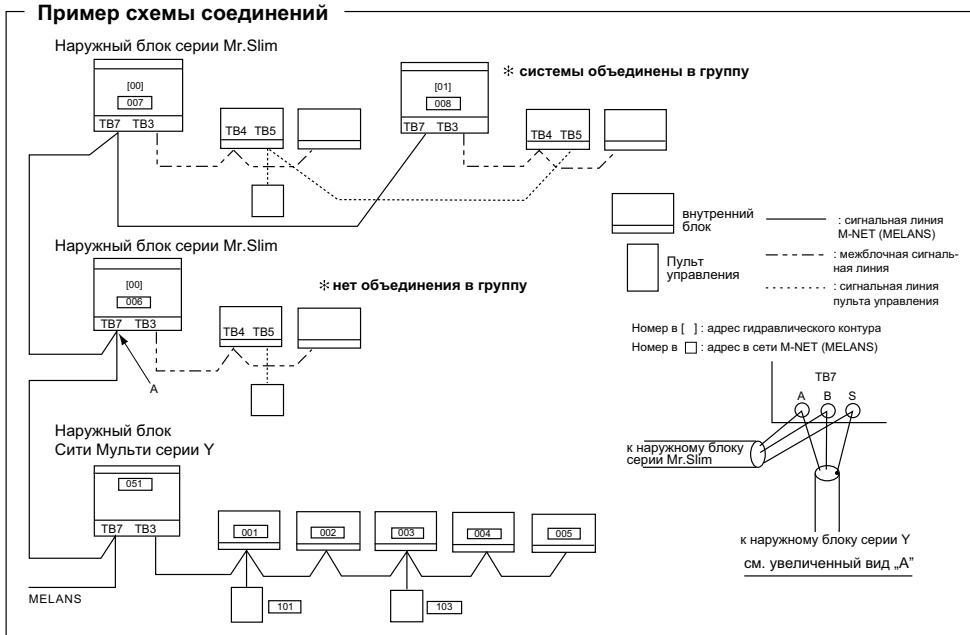 Пример схемы соединений
Наружный блок серии Mr.Slim
[00]
007
TB7 TB3
TB4 TB5
[01]
008
TB7 TB3
✻ системы объединены в группу
TB4 TB5
внутренний
блок
Пульт
управления
: сигнальная линия
M-NET (MELANS)
: межблочная сигналь-
ная линия
: сигнальная линия
пульта управления
Номер в [ ] : адрес гидравлического контура
Номер в □ : адрес в сети M-NET (MELANS)
Наружный блок серии Mr.Slim
[00]
006
TB7 TB3
A
TB4 TB5
✻ нет объединения в группу
TB7
A B S
к наружному блоку
серии Mr.Slim
к наружному блоку серии Y
см. увеличенный вид „A”
Наружный блок
Сити Мульти серии Y
051
TB7 TB3
001
002
003
004
005
101
103
MELANS